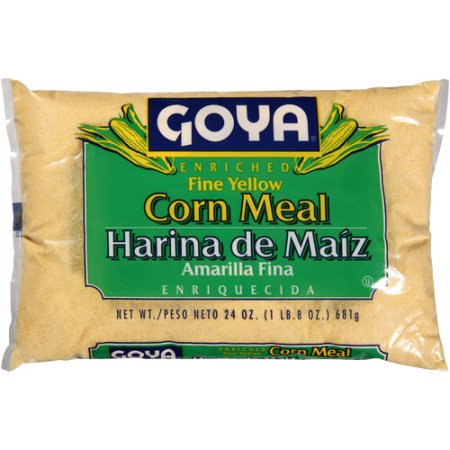 GOYA®
ENRICHED
Fine Yellow
Corn Meal
Harina de Maíz
Amarilla Fina
ENRIQUECIDA
U
NET WT./PESO NETO 24 OZ. (1 LB.8 OZ.) 681g
GOYA
ENRICHED
Fine Yellow
Corn Meal